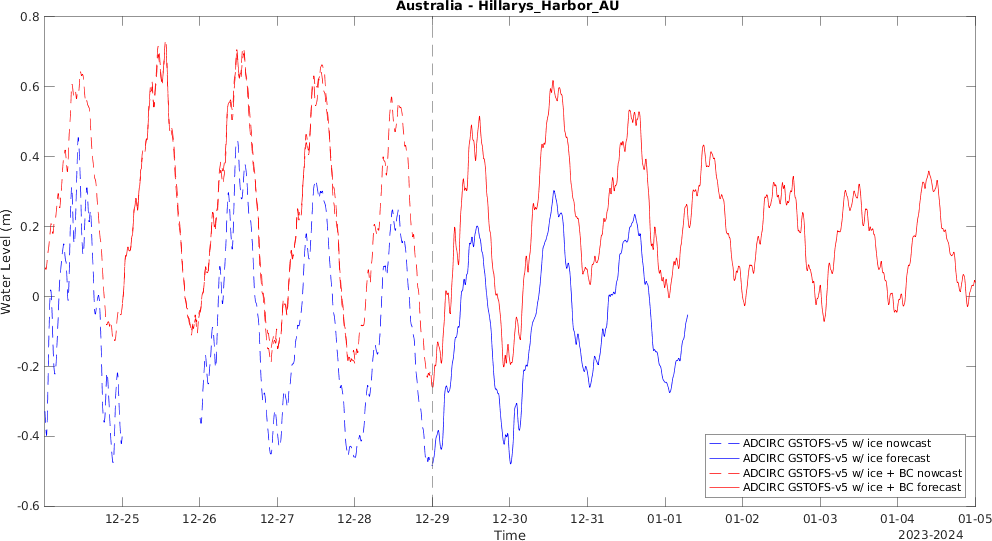 Australia - Hillarys_Harbor_AU
0.8
0.6
0.4
0.2
0
-0.2
-0.4
-0.6
Water Level (m)
ADCIRC GSTOFS-v5 w/ ice nowcast
ADCIRC GSTOFS-v5 w/ ice forecast
ADCIRC GSTOFS-v5 w/ ice + BC nowcast
ADCIRC GSTOFS-v5 w/ ice + BC forecast
12-25 12-26 12-27 12-28 12-29 12-30 12-31 01-01 01-02 01-03 01-04 01-05
Time
2023-2024